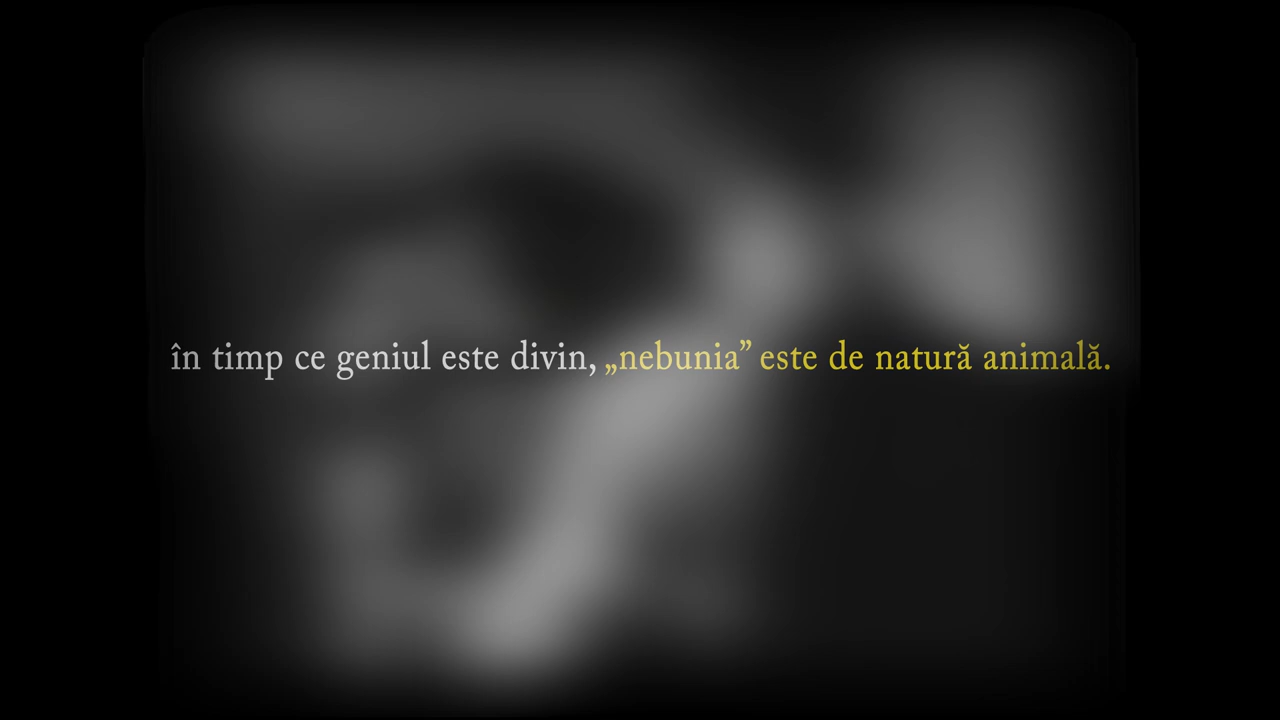 în timp ce geniul este divin, „nebunia” este de natură animală.